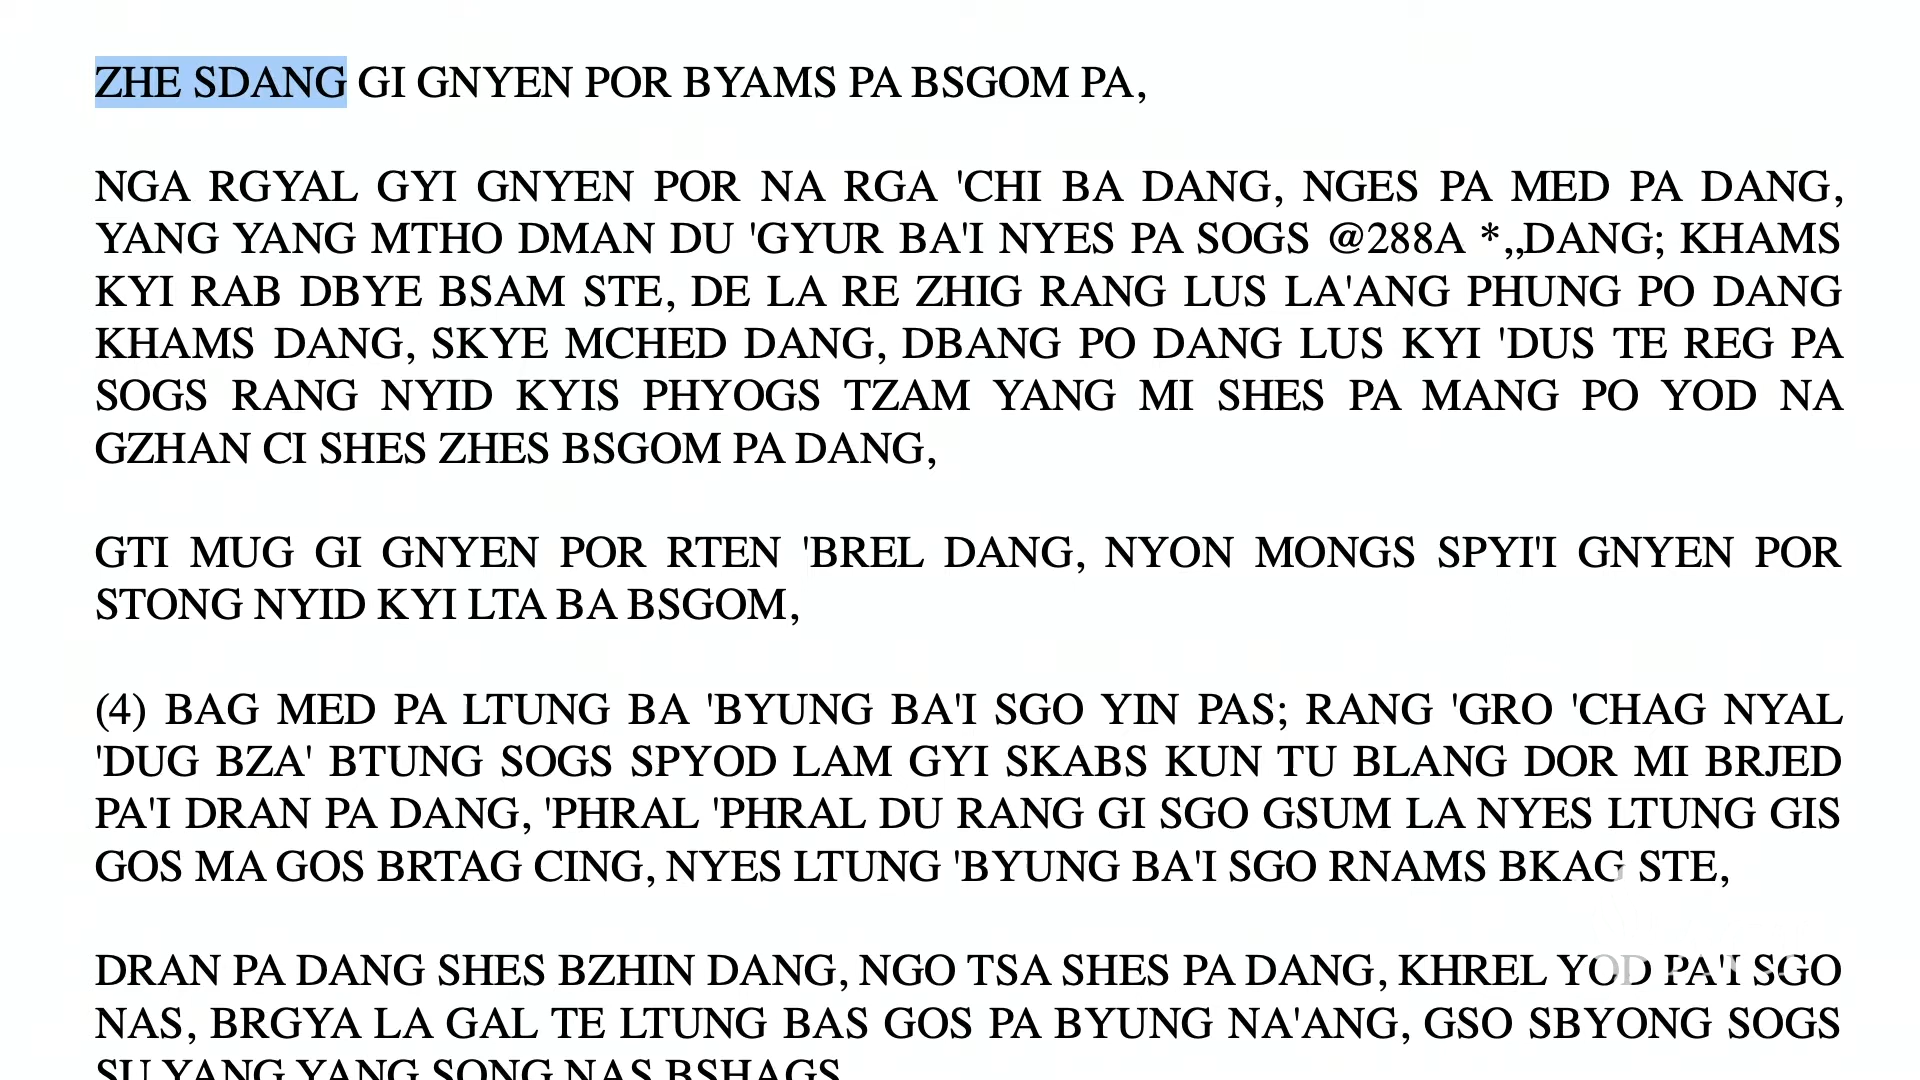 ZHE SDANG GI GNYEN POR BYAMS PA BSGOM PA,
NGA RGYAL GYI GNYEN POR NA RGA 'CHI BA DANG, NGES PA MED PA DANG,
YANG YANG MTHO DMAN DU 'GYUR BA'I NYES PA SOGS @288A *,,DANG; KHAMS
KYI RAB DBYE BSAM STE, DE LA RE ZHIG RANG LUS LA'ANG PHUNG PO DANG
KHAMS DANG, SKYE MCHED DANG, DBANG PO DANG LUS KYI 'DUS TE REG PA
SOGS RANG NYID KYIS PHYOGS TZAM YANG MI SHES PA MANG PO YOD NA
GZHAN CI SHES ZHES BSGOM PA DANG,
GTI MUG GI GNYEN POR RTEN 'BREL DANG, NYON MONGS SPYI'I GNYEN POR
STONG NYID KYI LTA BA BSGOM,
(4) BAG MED PA LTUNG BA 'BYUNG BA'I SGO YIN PAS; RANG 'GRO 'CHAG NYAL
'DUG BZA' BTUNG SOGS SPYOD LAM GYI SKABS KUN TU BLANG DOR MI BRJED
PA'I DRAN PA DANG, 'PHRAL 'PHRAL DU RANG GI SGO GSUM LA NYES LTUNG GIS
GOS MA GOS BRTAG CING, NYES LTUNG 'BYUNG BA'I SGO RNAMS BKAG STE,
DRAN PA DANG SHES BZHIN DANG, NGO TSA SHES PA DANG, KHREL YOD PA'I SGO
NAS, BRGYA LA GAL TE LTUNG BAS GOS PA BYUNG NA'ANG, GSO SBYONG SOGS
SU YANG YANG SONG NAS BSHAGS